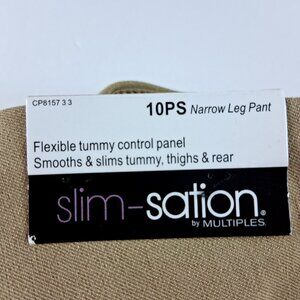 CP8157 3 3
10PS Narrow Leg Pant
Flexible tummy control panel
Smooths & slims tummy, thighs & rear
slim-sation®
by MULTIPLES